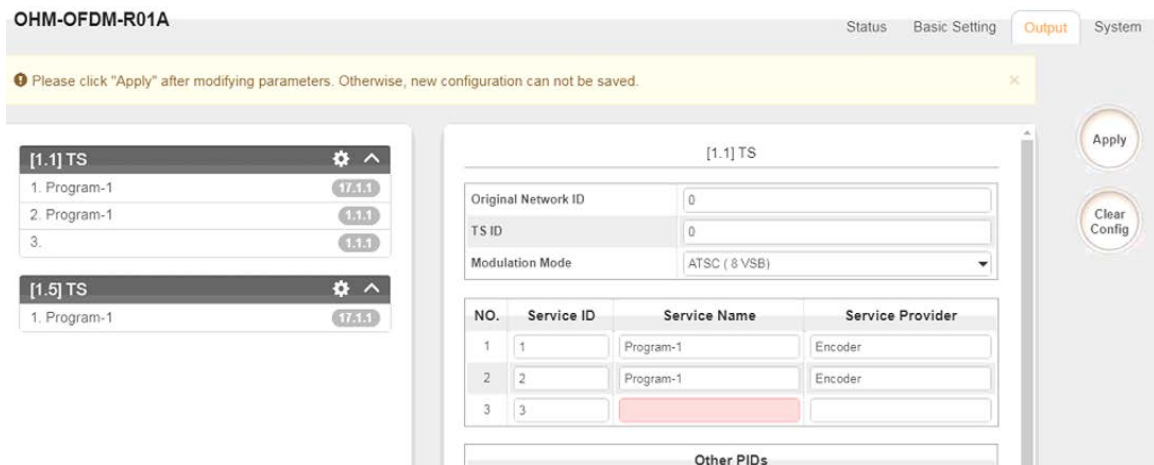 OHM-OFDM-R01A
Status Basic Setting Output System
Please click "Apply" after modifying parameters. Otherwise, new configuration can not be saved.
Apply
Clear
Config
[1.1] TS
1. Program-1 17.1.1
2. Program-1 1.1.1
3. 1.1.1
[1.5] TS
1. Program-1 17.1.1
[1.1] TS
Original Network ID 0
TS ID 0
Modulation Mode ATSC ( 8 VSB)
NO. Service ID Service Name Service Provider
1 1 Program-1 Encoder
2 2 Program-1 Encoder
3 3
Other PIDs